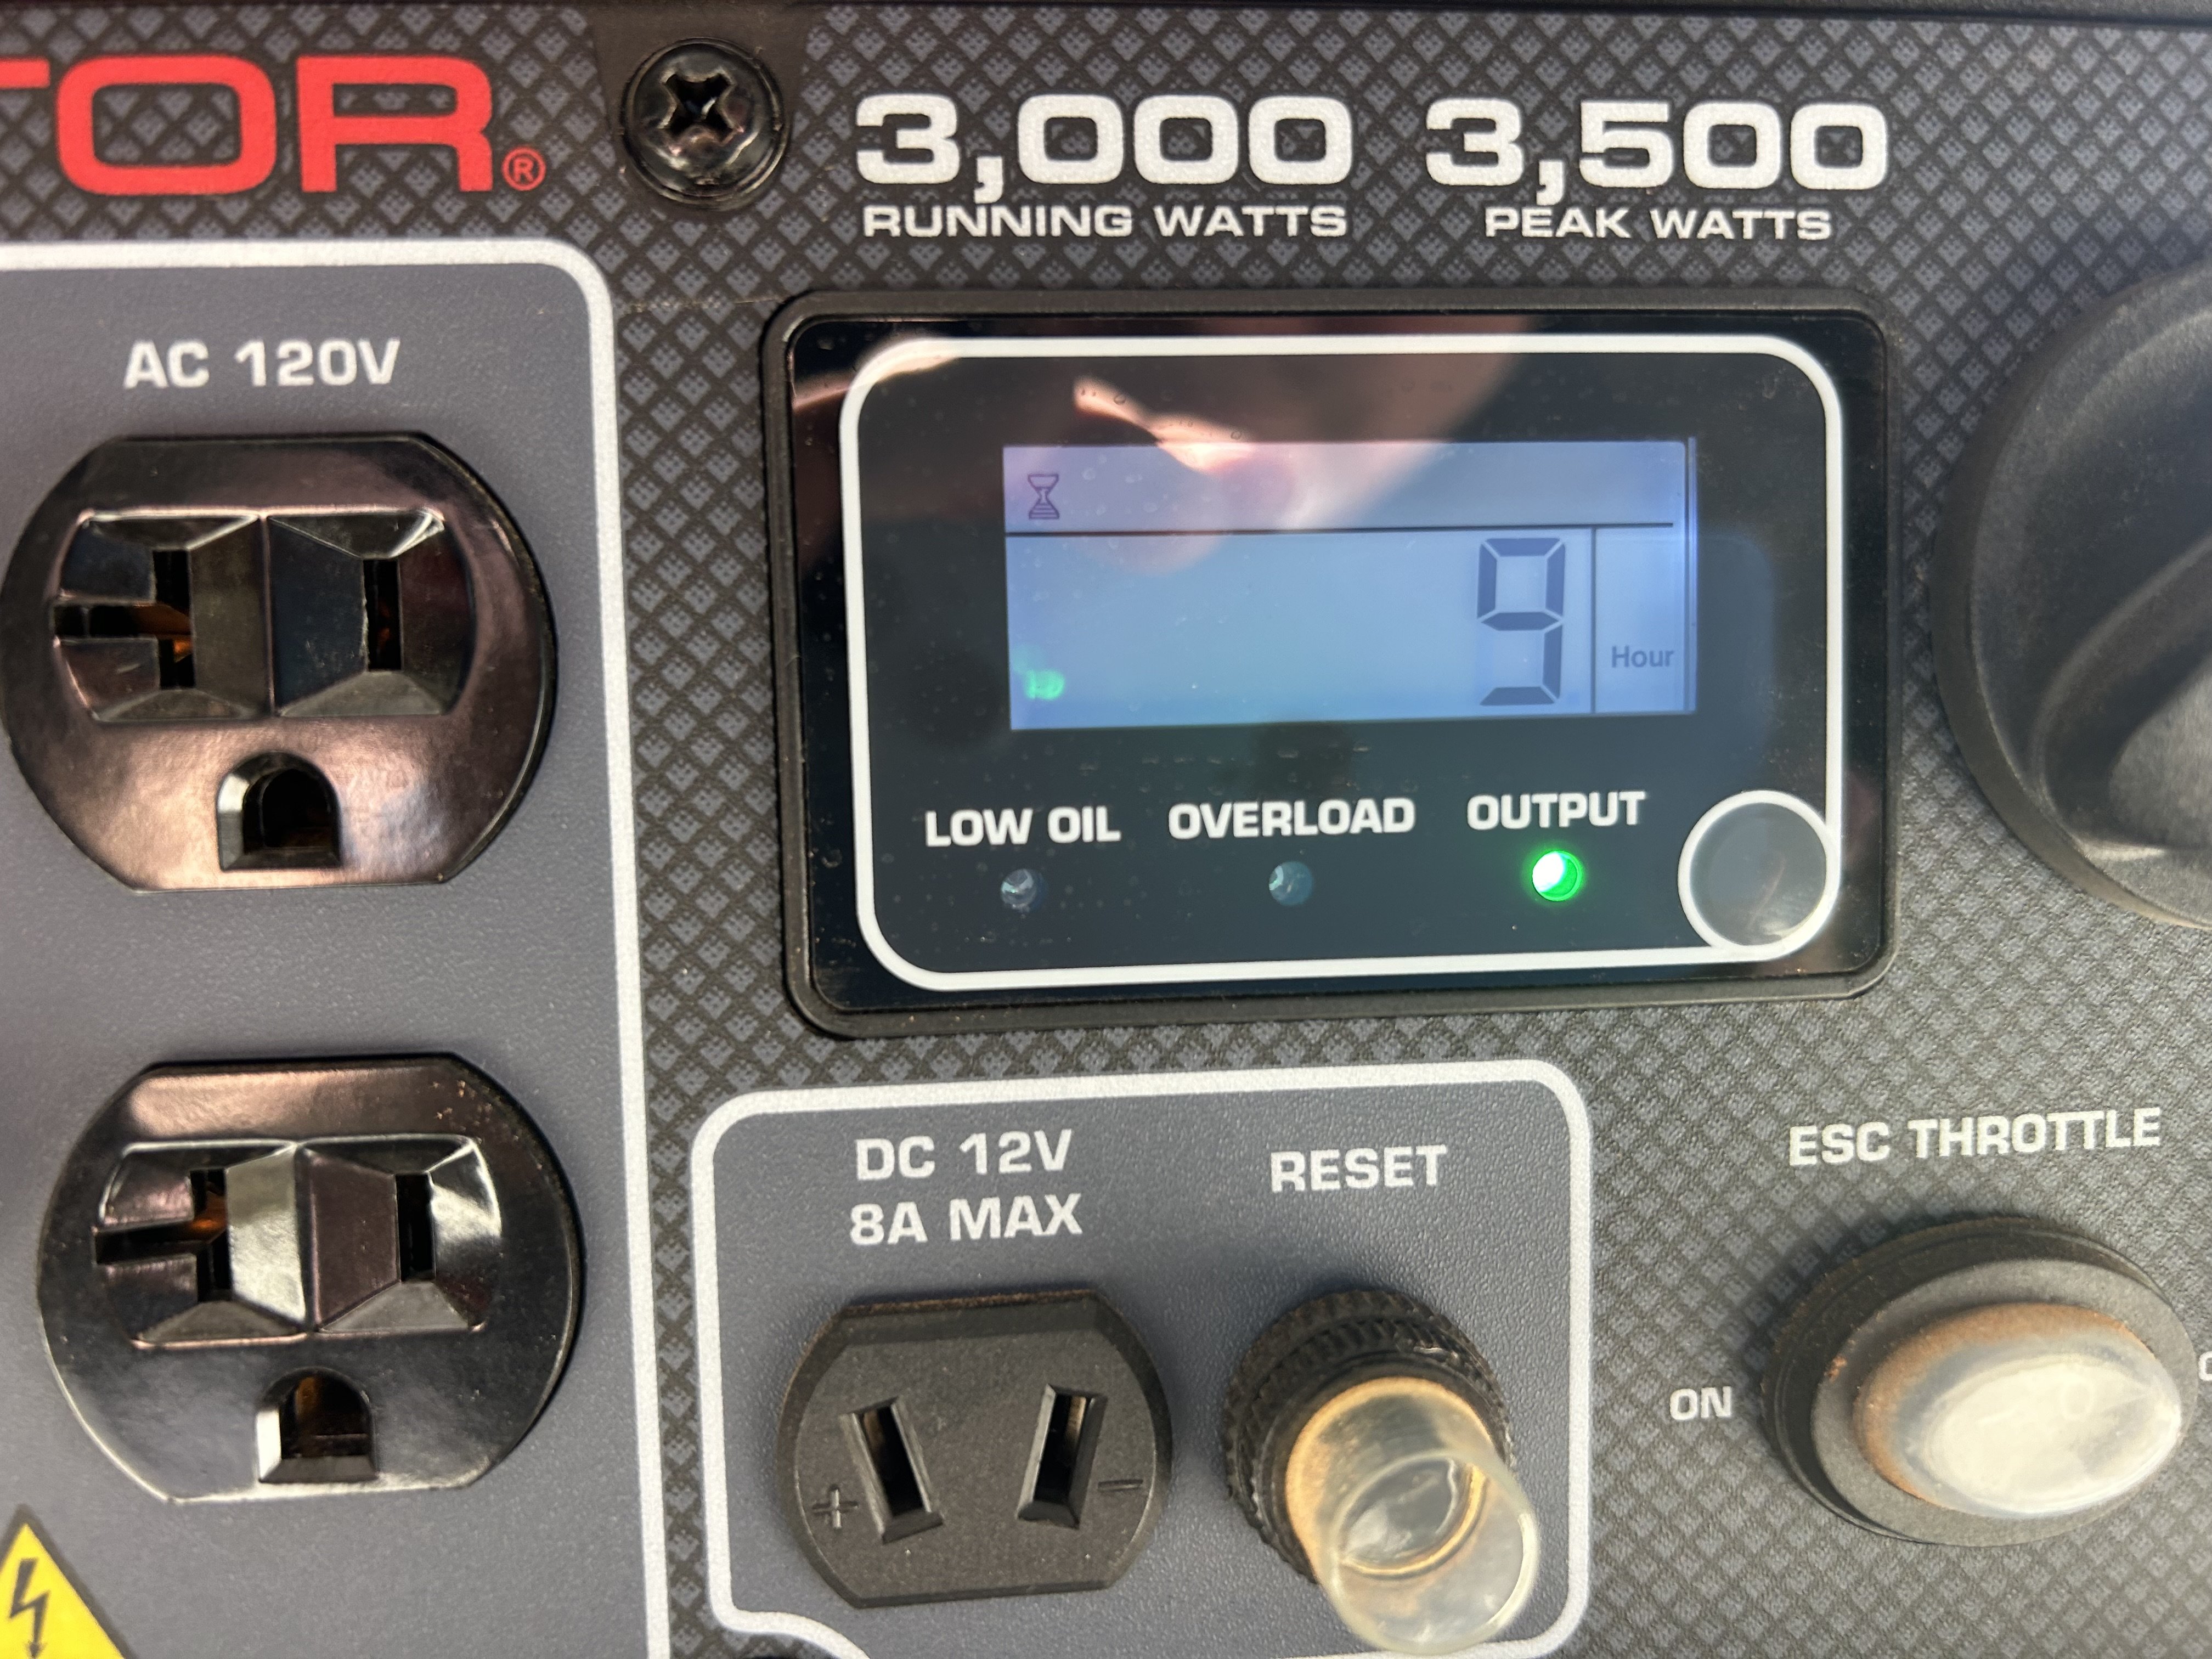 TOR®
3,000 3,500
RUNNING WATTS PEAK WATTS
AC 120V
9
Hour
LOW OIL OVERLOAD OUTPUT
DC 12V
8A MAX
RESET
ESC THROTTLE
ON
+ −